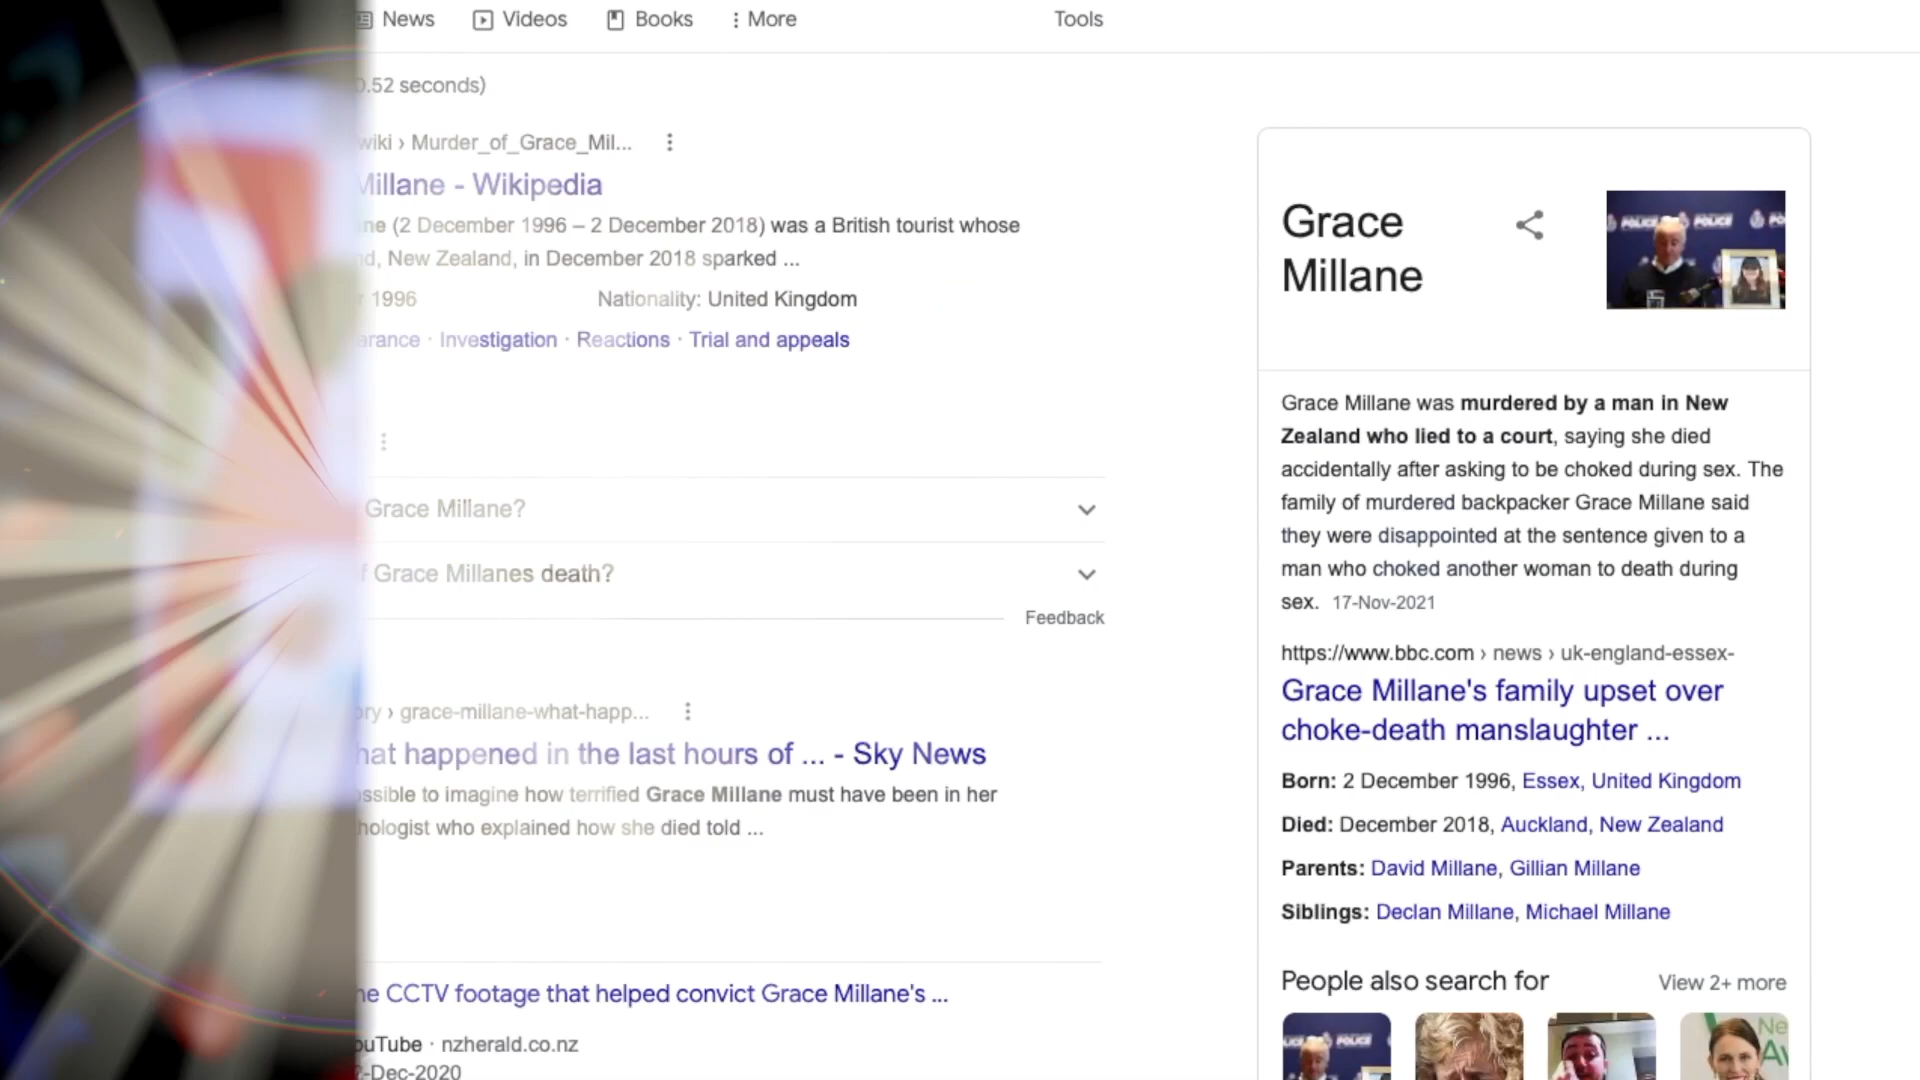 News
Videos
Books
More
Tools
0.52 seconds)
wiki › Murder_of_Grace_Mil...
Millane - Wikipedia
(2 December 1996 – 2 December 2018) was a British tourist whose
New Zealand, in December 2018 sparked ...
1996
Nationality: United Kingdom
Investigation · Reactions · Trial and appeals
Grace Millane?
Grace Millanes death?
Feedback
› grace-millane-what-happ...
happened in the last hours of ... - Sky News
to imagine how terrified Grace Millane must have been in her
who explained how she died told ...
CCTV footage that helped convict Grace Millane's ...
· nzherald.co.nz
-Dec-2020
Grace
Millane
POLICE POLICE PO
Grace Millane was murdered by a man in New
Zealand who lied to a court, saying she died
accidentally after asking to be choked during sex. The
family of murdered backpacker Grace Millane said
they were disappointed at the sentence given to a
man who choked another woman to death during
sex. 17-Nov-2021
https://www.bbc.com › news › uk-england-essex-
Grace Millane's family upset over
choke-death manslaughter ...
Born: 2 December 1996, Essex, United Kingdom
Died: December 2018, Auckland, New Zealand
Parents: David Millane, Gillian Millane
Siblings: Declan Millane, Michael Millane
People also search for
View 2+ more
POLICE
Ne